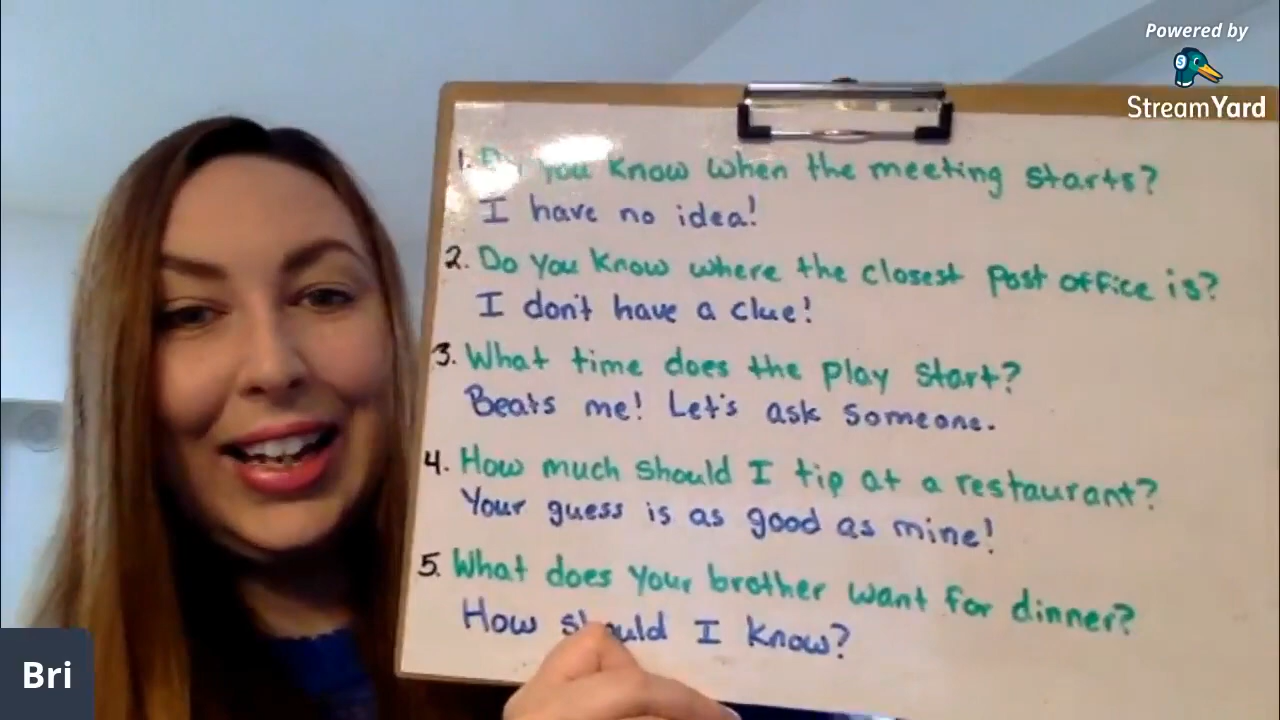 Powered by
StreamYard
1. Do you know when the meeting starts?
I have no idea!
2. Do you know where the closest post office is?
I don't have a clue!
3. What time does the play start?
Beats me! Let's ask someone.
4. How much should I tip at a restaurant?
Your guess is as good as mine!
5. What does your brother want for dinner?
How should I know?
Bri